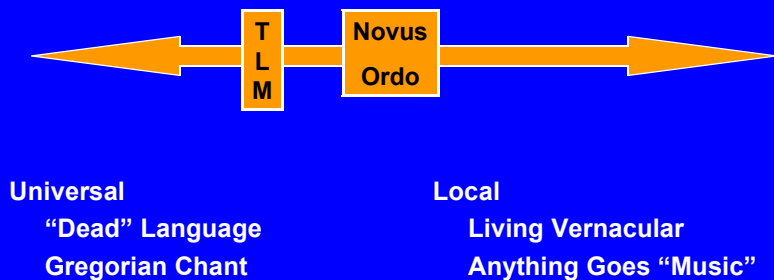 T
L
M
Novus
Ordo
Universal
“Dead” Language
Gregorian Chant
Local
Living Vernacular
Anything Goes “Music”